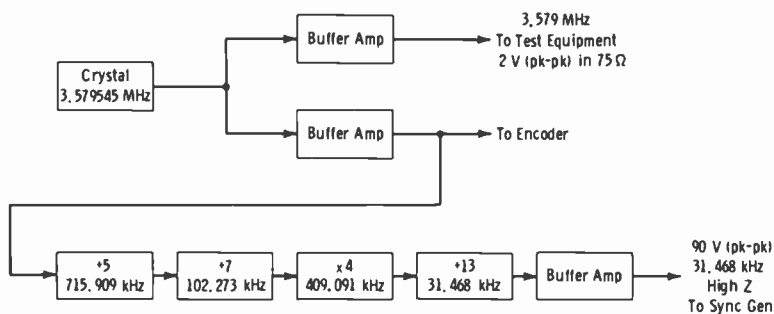 Crystal
3.579545 MHz
Buffer Amp
3.579 MHz
To Test Equipment
2 V (pk-pk) in 75 Ω
Buffer Amp
To Encoder
÷5
715.909 kHz
÷7
102.273 kHz
x 4
409.091 kHz
÷13
31.468 kHz
Buffer Amp
90 V (pk-pk)
31.468 kHz
High Z
To Sync Gen